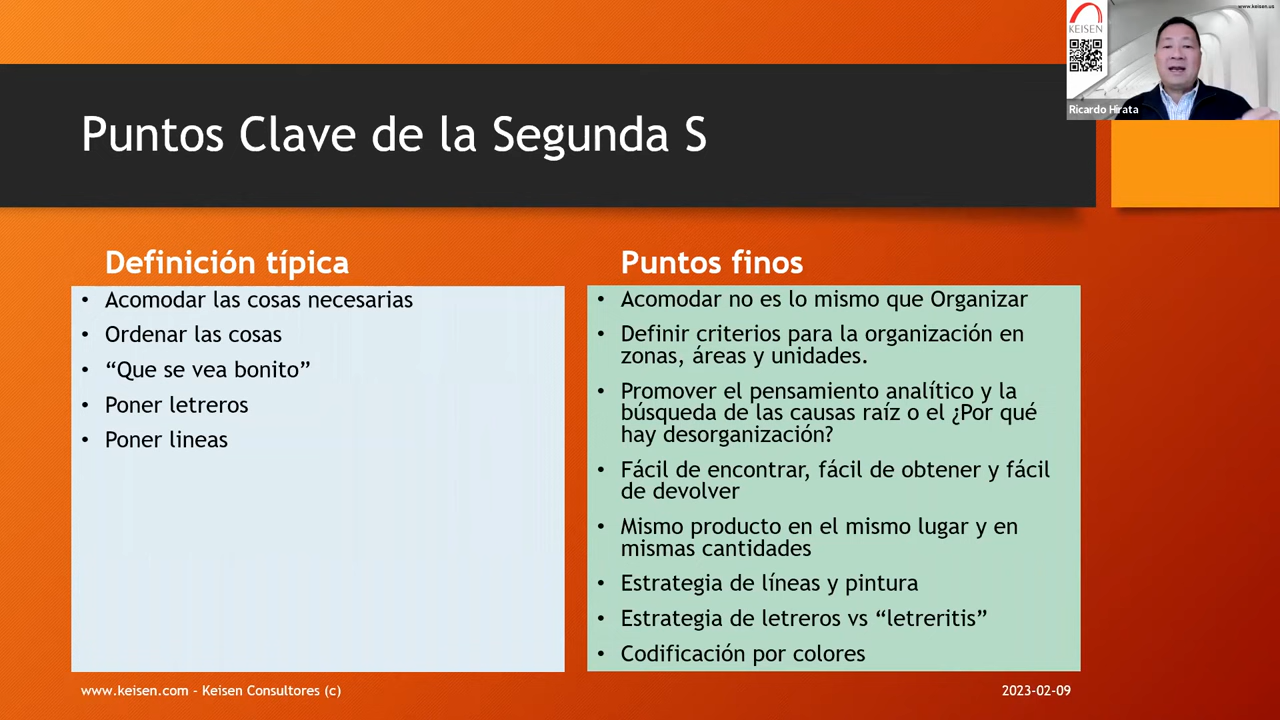 www.keisen.us
KEISEN
Ricardo Hirata
Puntos Clave de la Segunda S
Definición típica
• Acomodar las cosas necesarias
• Ordenar las cosas
• “Que se vea bonito”
• Poner letreros
• Poner lineas
Puntos finos
• Acomodar no es lo mismo que Organizar
• Definir criterios para la organización en
zonas, áreas y unidades.
• Promover el pensamiento analítico y la
búsqueda de las causas raíz o el ¿Por qué
hay desorganización?
• Fácil de encontrar, fácil de obtener y fácil
de devolver
• Mismo producto en el mismo lugar y en
mismas cantidades
• Estrategia de líneas y pintura
• Estrategia de letreros vs “letreritis”
• Codificación por colores
www.keisen.com - Keisen Consultores (c)
2023-02-09